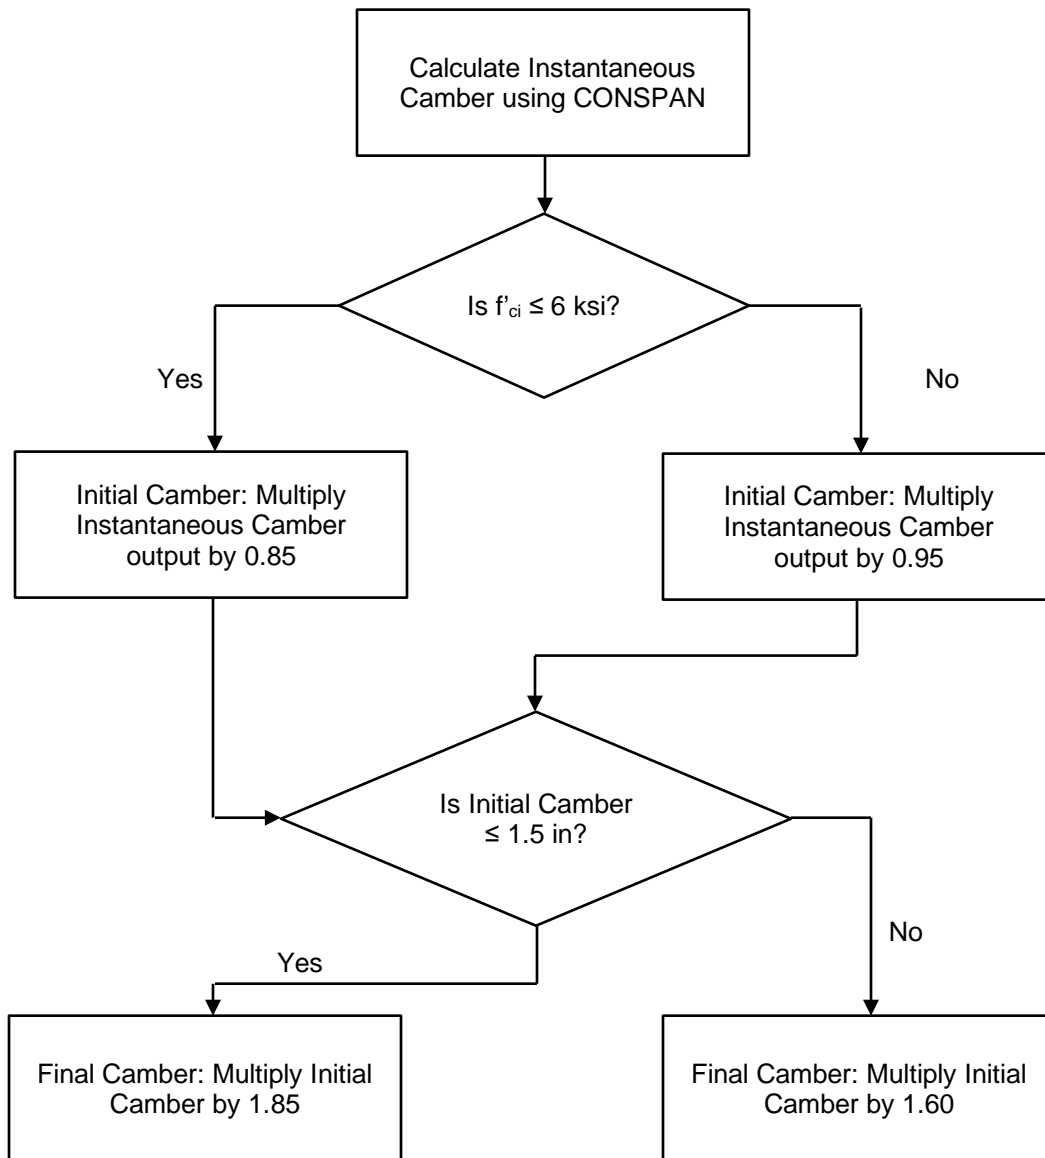 Calculate Instantaneous
Camber using CONSPAN
Is f'ci ≤ 6 ksi?
Yes
No
Initial Camber: Multiply
Instantaneous Camber
output by 0.85
Initial Camber: Multiply
Instantaneous Camber
output by 0.95
Is Initial Camber
≤ 1.5 in?
Yes
No
Final Camber: Multiply Initial
Camber by 1.85
Final Camber: Multiply Initial
Camber by 1.60